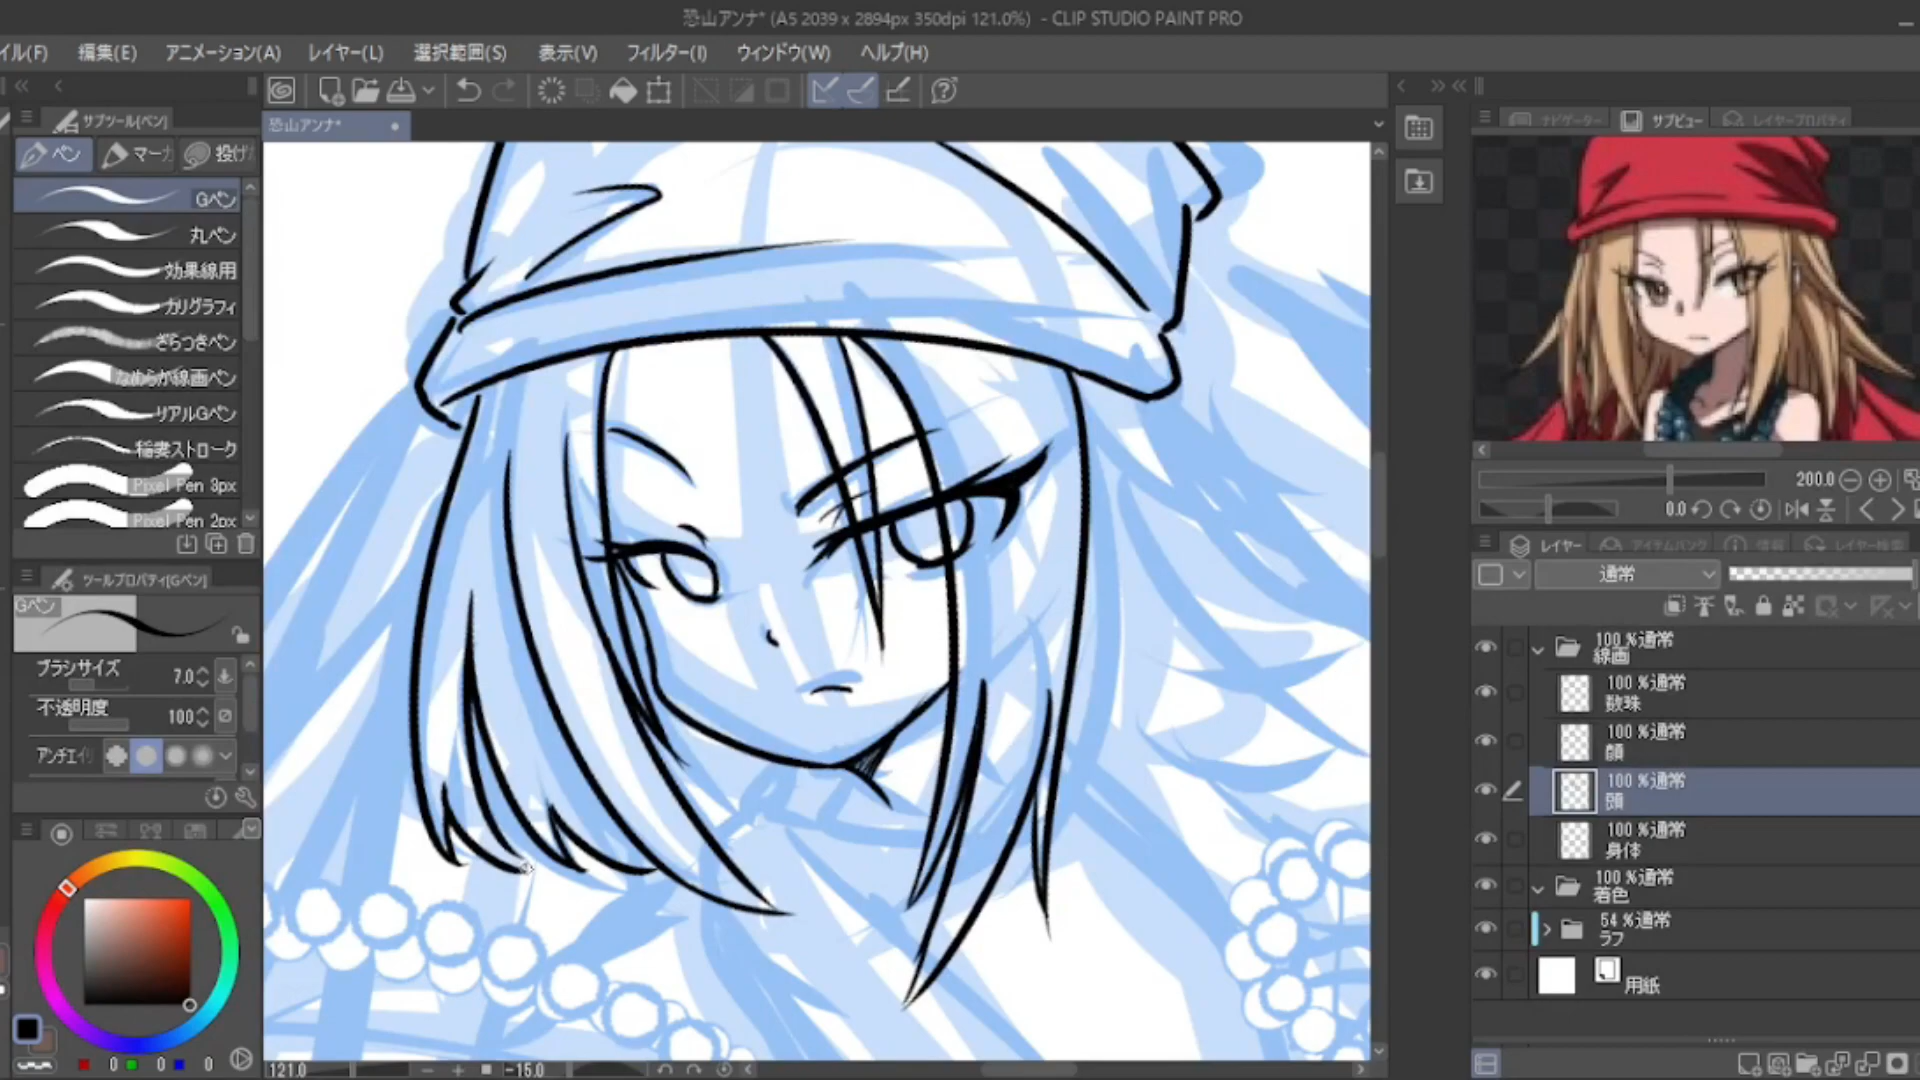 恐山アンナ* (A5 2039 x 2894px 350dpi 121.0%) - CLIP STUDIO PAINT PRO
イル(F) 編集(E) アニメーション(A) レイヤー(L) 選択範囲(S) 表示(V) フィルター(I) ウィンドウ(W) ヘルプ(H)
サブツール[ペン]
恐山アンナ*
ナビゲーター サブビュー レイヤープロパティ
ペン マーカ 投げ
Gペン
丸ペン
効果線用
カリグラフィ
ざらつきペン
なめらか線画ペン
リアルGペン
稲妻ストローク
Pixel Pen 3px
Pixel Pen 2px
ツールプロパティ[Gペン]
Gペン
ブラシサイズ 7.0
不透明度 100
アンチエイ
0 0 0
121.0 -15.0
200.0
0.0
レイヤー アイテムバンク 情報 レイヤー検索
通常
100 %通常
線画
100 %通常
数珠
100 %通常
顔
100 %通常
頭
100 %通常
身体
100 %通常
着色
54 %通常
ラフ
用紙